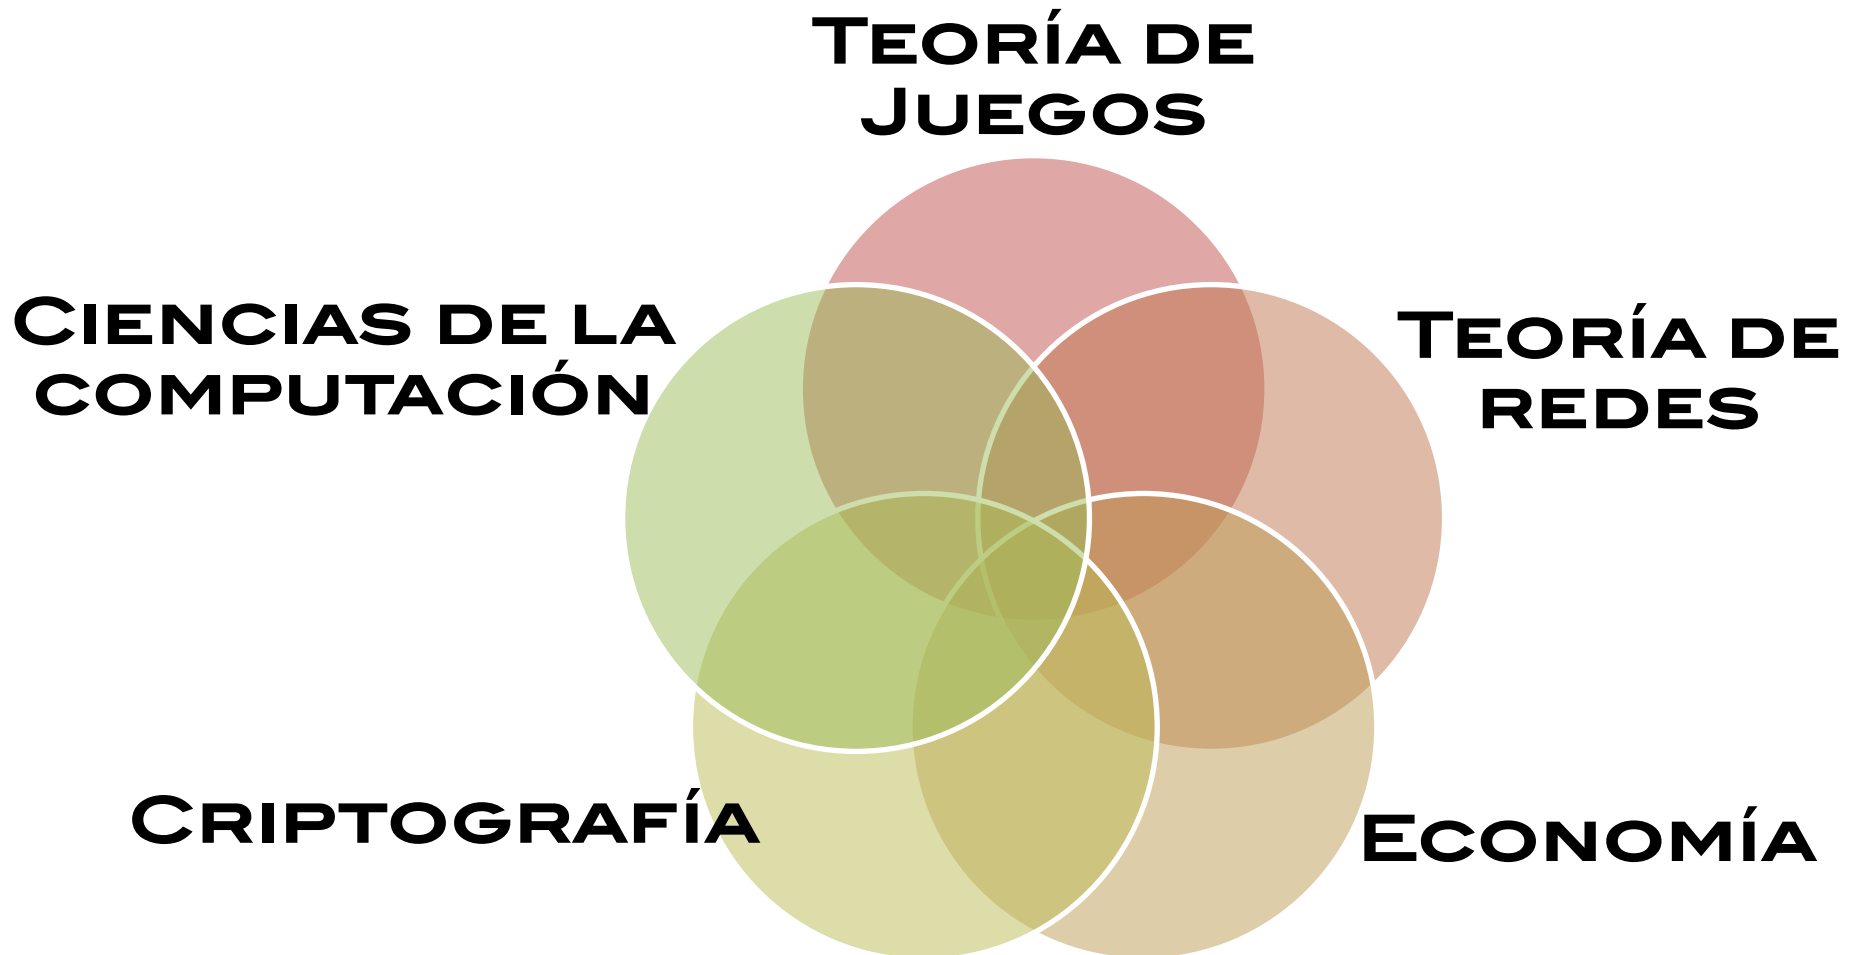 Teoría de
Juegos
Ciencias de la
computación
Teoría de
redes
Criptografía
Economía